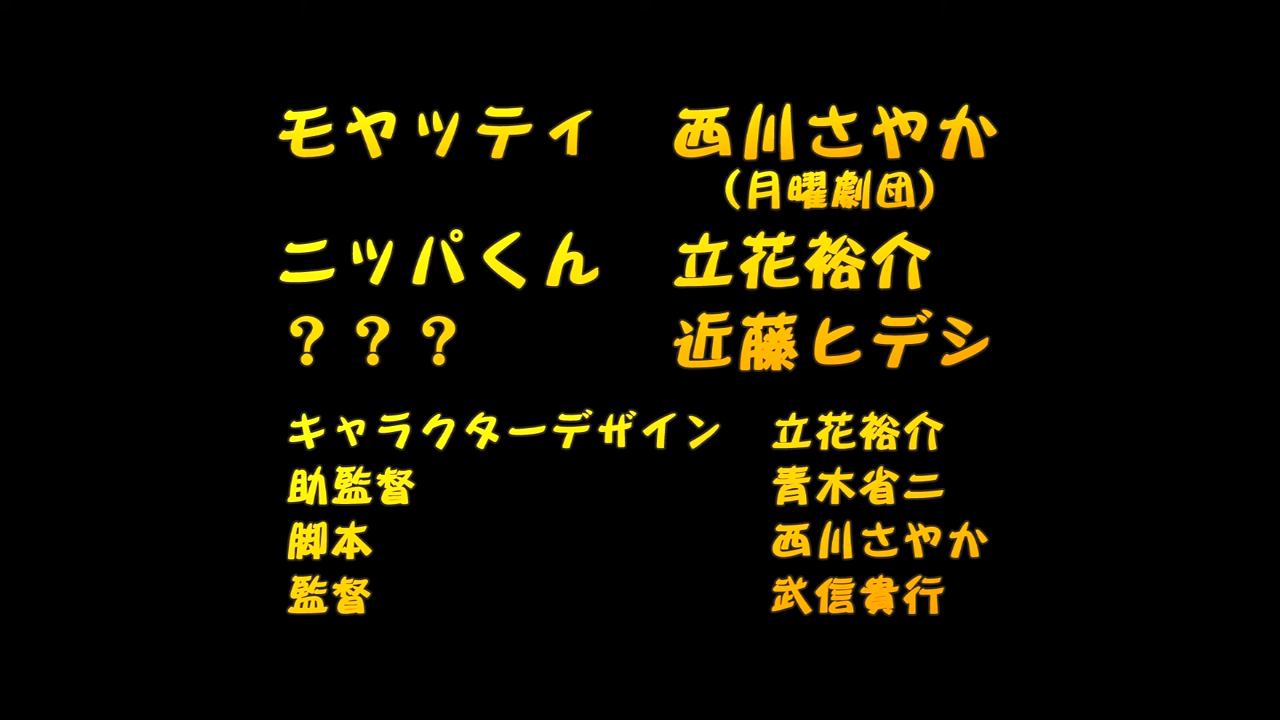 モヤッティ 西川さやか
(月曜劇団)
ニッパくん 立花裕介
？？？ 近藤ヒデシ
キャラクターデザイン 立花裕介
助監督 青木省二
脚本 西川さやか
監督 武信貴行